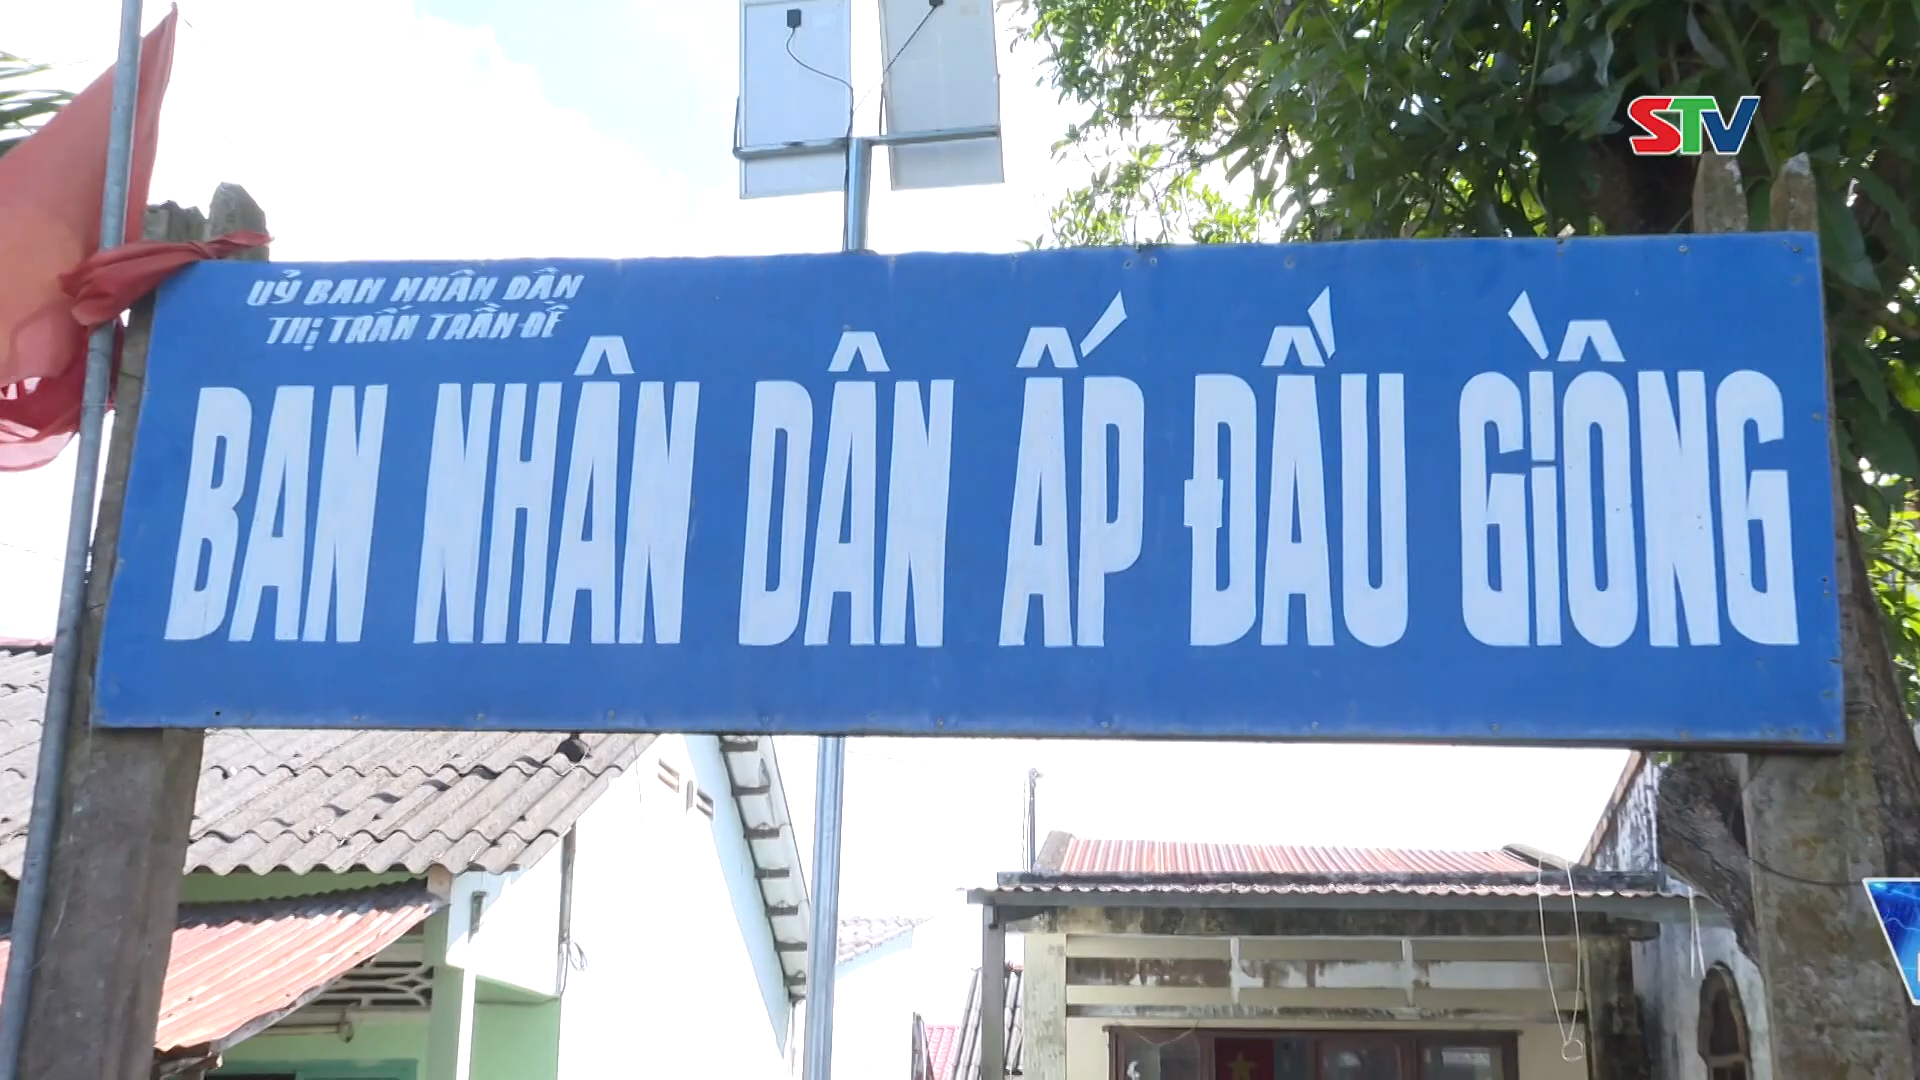 STV
UỶ BAN NHÂN DÂN
THỊ TRẤN TRẦN ĐỀ
BAN NHÂN DÂN ẤP ĐẦU GIỒNG